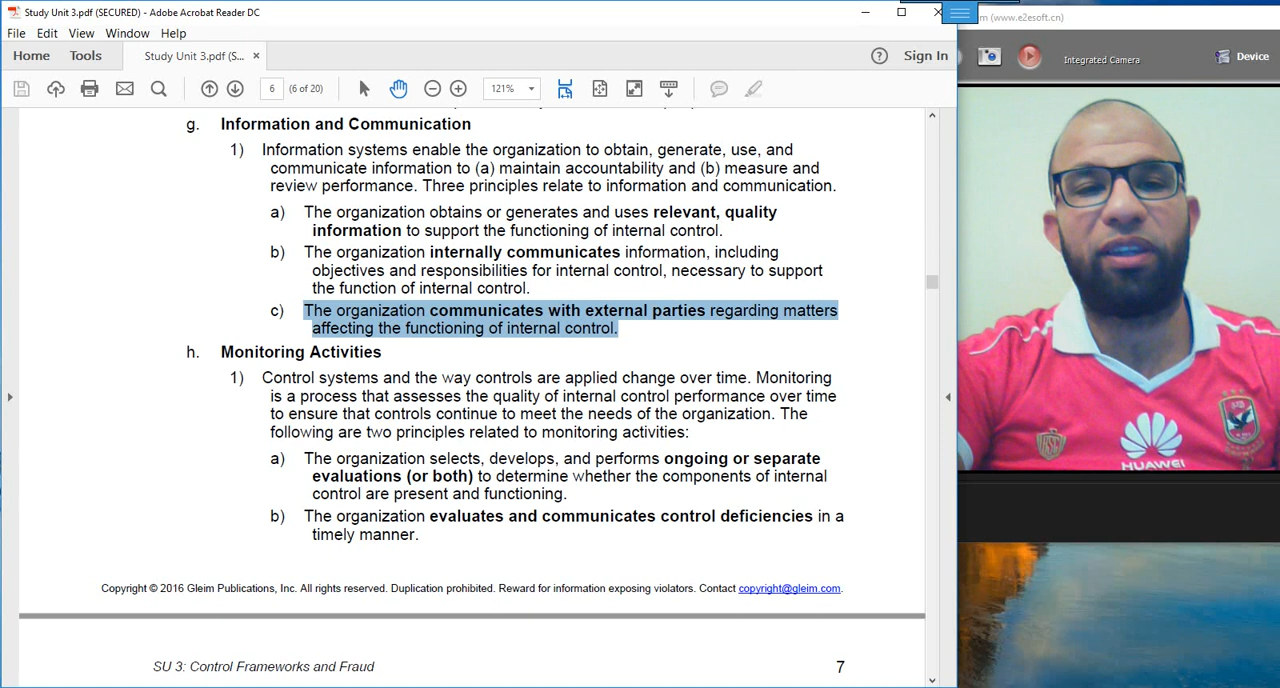 Study Unit 3.pdf (SECURED) - Adobe Acrobat Reader DC
File Edit View Window Help
Home Tools Study Unit 3.pdf (S... × Sign In
6 (6 of 20) 121%
m (www.e2esoft.cn)
Integrated Camera Device
g. Information and Communication
1) Information systems enable the organization to obtain, generate, use, and
communicate information to (a) maintain accountability and (b) measure and
review performance. Three principles relate to information and communication.
a) The organization obtains or generates and uses relevant, quality
information to support the functioning of internal control.
b) The organization internally communicates information, including
objectives and responsibilities for internal control, necessary to support
the function of internal control.
c) The organization communicates with external parties regarding matters
affecting the functioning of internal control.
h. Monitoring Activities
1) Control systems and the way controls are applied change over time. Monitoring
is a process that assesses the quality of internal control performance over time
to ensure that controls continue to meet the needs of the organization. The
following are two principles related to monitoring activities:
a) The organization selects, develops, and performs ongoing or separate
evaluations (or both) to determine whether the components of internal
control are present and functioning.
b) The organization evaluates and communicates control deficiencies in a
timely manner.
Copyright © 2016 Gleim Publications, Inc. All rights reserved. Duplication prohibited. Reward for information exposing violators. Contact copyright@gleim.com.
SU 3: Control Frameworks and Fraud 7
HUAWEI